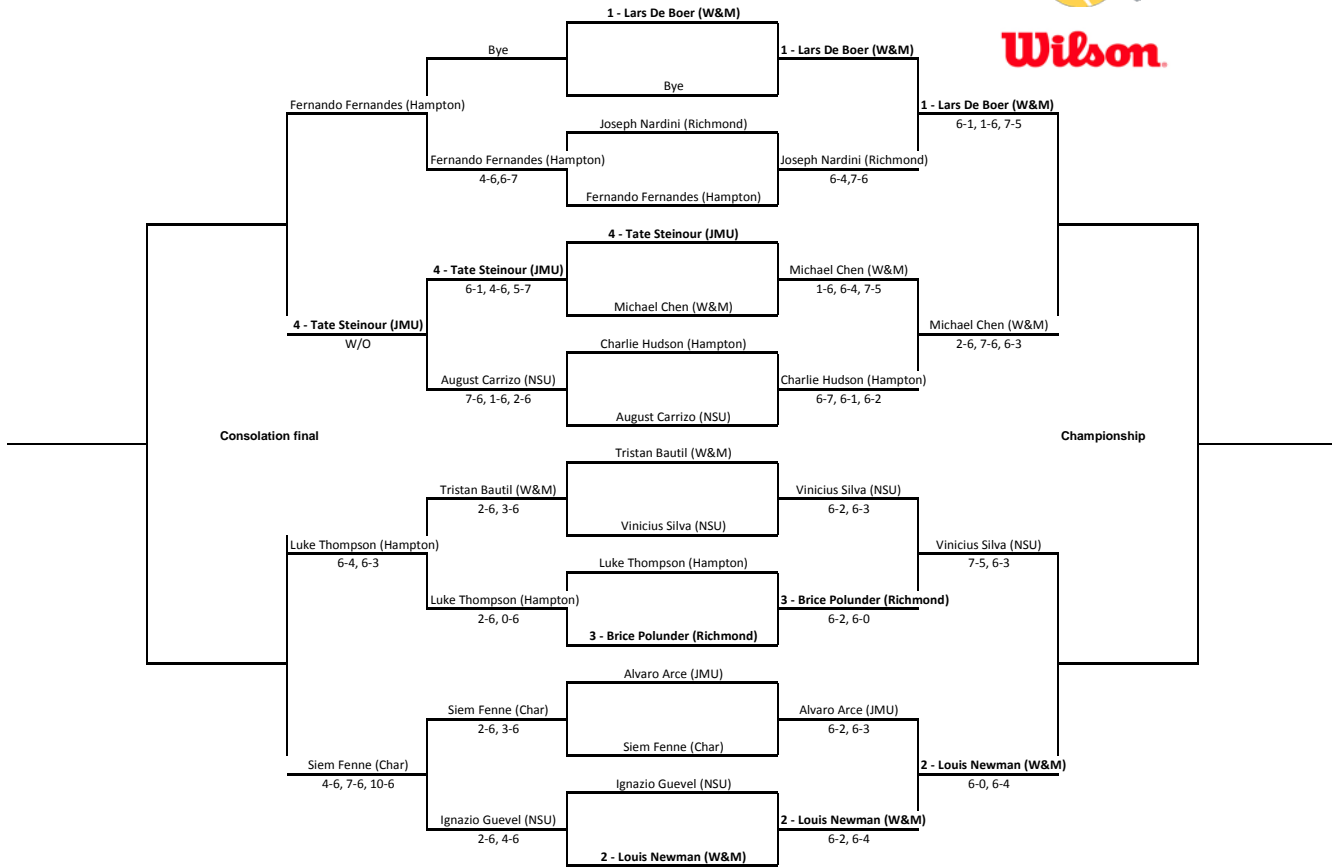 1 - Lars De Boer (W&M)
Wilson.
Bye
1 - Lars De Boer (W&M)
Bye
Fernando Fernandes (Hampton)
1 - Lars De Boer (W&M)
6-1, 1-6, 7-5
Joseph Nardini (Richmond)
Fernando Fernandes (Hampton)
4-6,6-7
Joseph Nardini (Richmond)
6-4,7-6
Fernando Fernandes (Hampton)
4 - Tate Steinour (JMU)
4 - Tate Steinour (JMU)
6-1, 4-6, 5-7
Michael Chen (W&M)
1-6, 6-4, 7-5
Michael Chen (W&M)
4 - Tate Steinour (JMU)
W/O
Michael Chen (W&M)
2-6, 7-6, 6-3
Charlie Hudson (Hampton)
August Carrizo (NSU)
7-6, 1-6, 2-6
Charlie Hudson (Hampton)
6-7, 6-1, 6-2
August Carrizo (NSU)
Consolation final
Championship
Tristan Bautil (W&M)
Tristan Bautil (W&M)
2-6, 3-6
Vinicius Silva (NSU)
6-2, 6-3
Vinicius Silva (NSU)
Luke Thompson (Hampton)
6-4, 6-3
Vinicius Silva (NSU)
7-5, 6-3
Luke Thompson (Hampton)
Luke Thompson (Hampton)
2-6, 0-6
3 - Brice Polunder (Richmond)
6-2, 6-0
3 - Brice Polunder (Richmond)
Alvaro Arce (JMU)
Siem Fenne (Char)
2-6, 3-6
Alvaro Arce (JMU)
6-2, 6-3
Siem Fenne (Char)
Siem Fenne (Char)
4-6, 7-6, 10-6
2 - Louis Newman (W&M)
6-0, 6-4
Ignazio Guevel (NSU)
Ignazio Guevel (NSU)
2-6, 4-6
2 - Louis Newman (W&M)
6-2, 6-4
2 - Louis Newman (W&M)